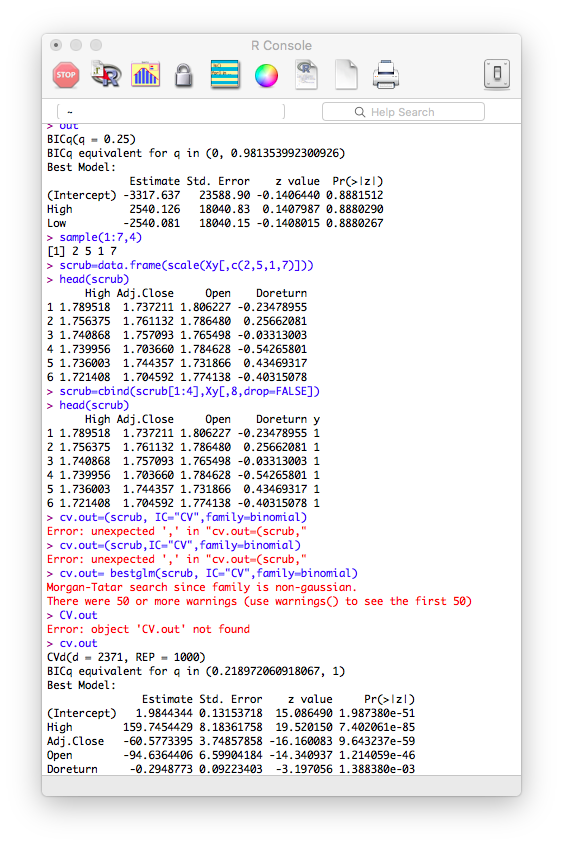 R Console
STOP
~
Help Search
> out
BICq(q = 0.25)
BICq equivalent for q in (0, 0.981353992300926)
Best Model:
Estimate Std. Error z value Pr(>|z|)
(Intercept) -3317.637 23588.90 -0.1406440 0.8881512
High 2540.126 18040.83 0.1407987 0.8880290
Low -2540.081 18040.15 -0.1408015 0.8880267
> sample(1:7,4)
[1] 2 5 1 7
> scrub=data.frame(scale(Xy[,c(2,5,1,7)]))
> head(scrub)
High Adj.Close Open Doreturn
1 1.789518 1.737211 1.806227 -0.23478955
2 1.756375 1.761132 1.786480 0.25662081
3 1.740868 1.757093 1.765498 -0.03313003
4 1.739956 1.703660 1.784628 -0.54265801
5 1.736003 1.744357 1.731866 0.43469317
6 1.721408 1.704592 1.774138 -0.40315078
> scrub=cbind(scrub[1:4],Xy[,8,drop=FALSE])
> head(scrub)
High Adj.Close Open Doreturn y
1 1.789518 1.737211 1.806227 -0.23478955 1
2 1.756375 1.761132 1.786480 0.25662081 1
3 1.740868 1.757093 1.765498 -0.03313003 1
4 1.739956 1.703660 1.784628 -0.54265801 1
5 1.736003 1.744357 1.731866 0.43469317 1
6 1.721408 1.704592 1.774138 -0.40315078 1
> cv.out=(scrub, IC="CV",family=binomial)
Error: unexpected ',' in "cv.out=(scrub,"
> cv.out=(scrub,IC="CV",family=binomial)
Error: unexpected ',' in "cv.out=(scrub,"
> cv.out= bestglm(scrub, IC="CV",family=binomial)
Morgan-Tatar search since family is non-gaussian.
There were 50 or more warnings (use warnings() to see the first 50)
> CV.out
Error: object 'CV.out' not found
> cv.out
CVd(d = 2371, REP = 1000)
BICq equivalent for q in (0.218972060918067, 1)
Best Model:
Estimate Std. Error z value Pr(>|z|)
(Intercept) 1.9844344 0.13153718 15.086490 1.987380e-51
High 159.7454429 8.18361758 19.520150 7.402061e-85
Adj.Close -60.5773395 3.74857858 -16.160083 9.643237e-59
Open -94.6364406 6.59904184 -14.340937 1.214059e-46
Doreturn -0.2948773 0.09223403 -3.197056 1.388380e-03